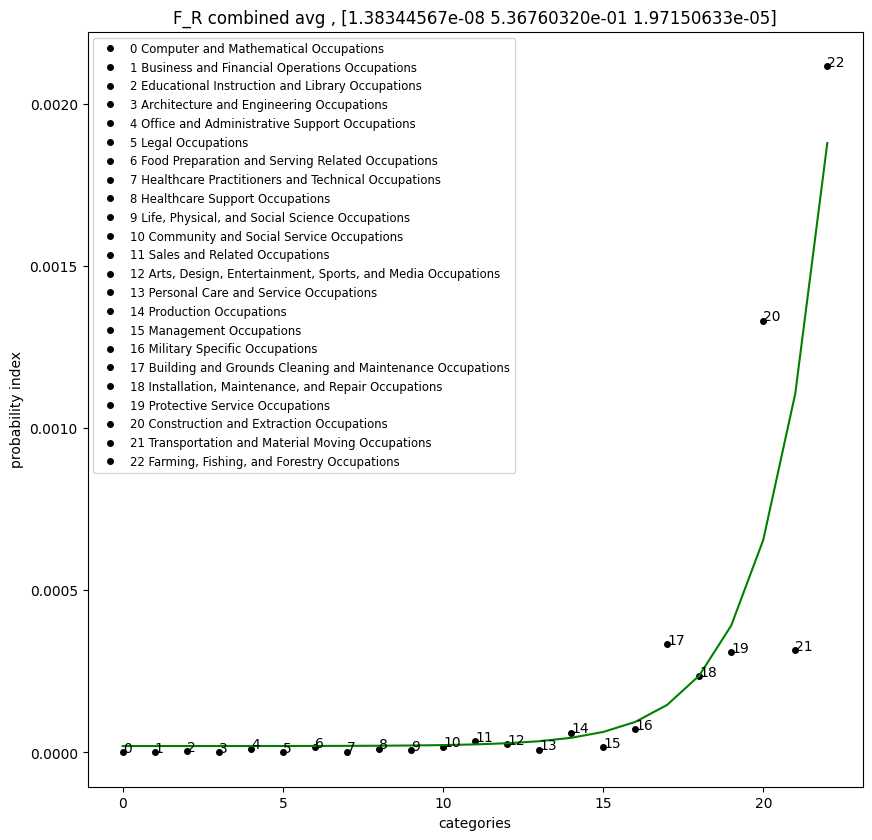 F_R combined avg , [1.38344567e-08 5.36760320e-01 1.97150633e-05]
0 Computer and Mathematical Occupations
1 Business and Financial Operations Occupations
2 Educational Instruction and Library Occupations
3 Architecture and Engineering Occupations
4 Office and Administrative Support Occupations
5 Legal Occupations
6 Food Preparation and Serving Related Occupations
7 Healthcare Practitioners and Technical Occupations
8 Healthcare Support Occupations
9 Life, Physical, and Social Science Occupations
10 Community and Social Service Occupations
11 Sales and Related Occupations
12 Arts, Design, Entertainment, Sports, and Media Occupations
13 Personal Care and Service Occupations
14 Production Occupations
15 Management Occupations
16 Military Specific Occupations
17 Building and Grounds Cleaning and Maintenance Occupations
18 Installation, Maintenance, and Repair Occupations
19 Protective Service Occupations
20 Construction and Extraction Occupations
21 Transportation and Material Moving Occupations
22 Farming, Fishing, and Forestry Occupations
probability index
0.0020
0.0015
0.0010
0.0005
0.0000
0
1
2
3
4
5
6
7
8
9
10
11
12
13
14
15
16
17
18
19
20
21
22
0
5
10
15
20
categories